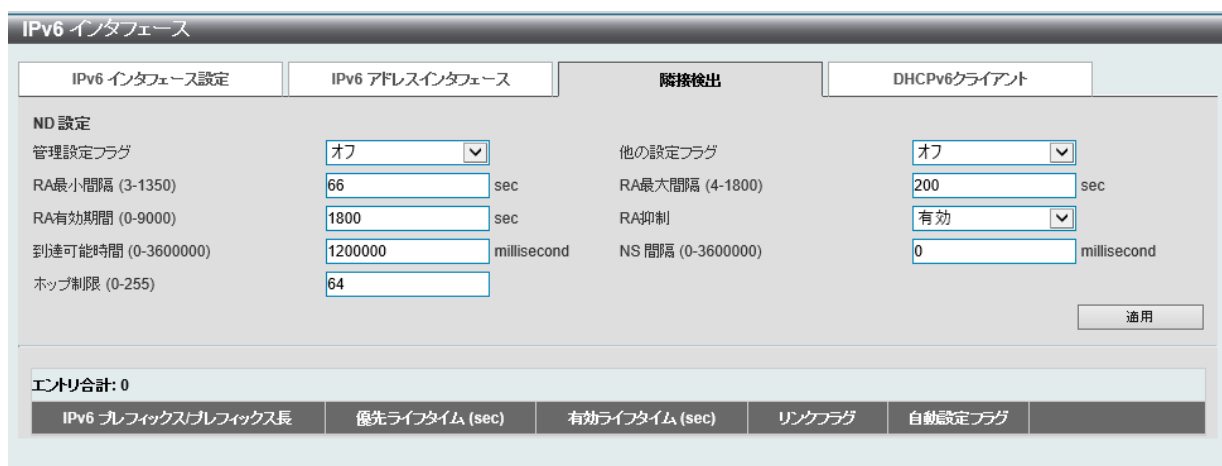 IPv6 インタフェース
IPv6 インタフェース設定 IPv6 アドレスインタフェース 隣接検出 DHCPv6クライアント
ND 設定
管理設定フラグ オフ 他の設定フラグ オフ
RA最小間隔 (3-1350) 66 sec RA最大間隔 (4-1800) 200 sec
RA有効期間 (0-9000) 1800 sec RA抑制 有効
到達可能時間 (0-3600000) 1200000 millisecond NS 間隔 (0-3600000) 0 millisecond
ホップ制限 (0-255) 64
適用
エントリ合計: 0
IPv6 プレフィックス/プレフィックス長 優先ライフタイム (sec) 有効ライフタイム (sec) リンクフラグ 自動設定フラグ